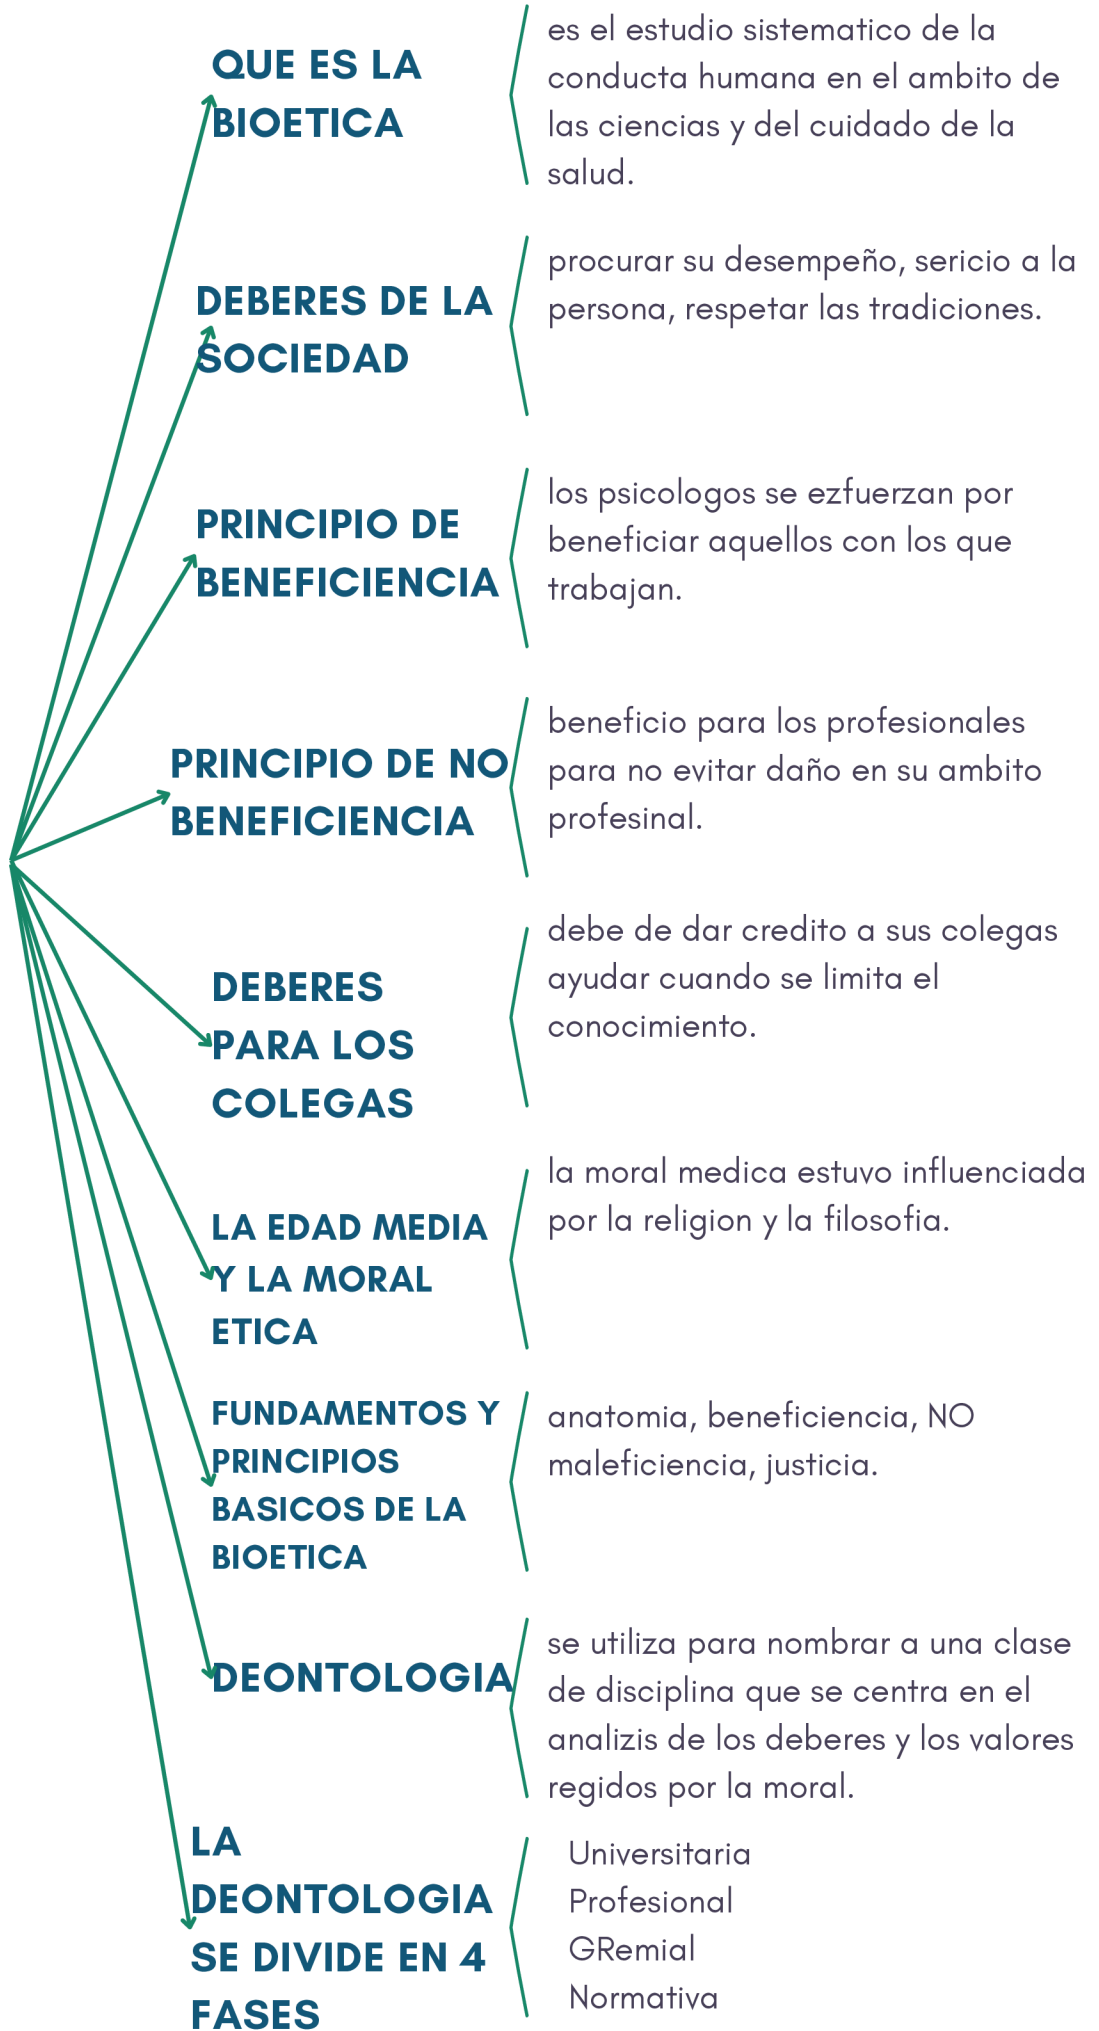 QUE ES LA
BIOETICA
es el estudio sistematico de la
conducta humana en el ambito de
las ciencias y del cuidado de la
salud.
DEBERES DE LA
SOCIEDAD
procurar su desempeño, sericio a la
persona, respetar las tradiciones.
PRINCIPIO DE
BENEFICIENCIA
los psicologos se ezfuerzan por
beneficiar aquellos con los que
trabajan.
PRINCIPIO DE NO
BENEFICIENCIA
beneficio para los profesionales
para no evitar daño en su ambito
profesinal.
DEBERES
PARA LOS
COLEGAS
debe de dar credito a sus colegas
ayudar cuando se limita el
conocimiento.
LA EDAD MEDIA
Y LA MORAL
ETICA
la moral medica estuvo influenciada
por la religion y la filosofia.
FUNDAMENTOS Y
PRINCIPIOS
BASICOS DE LA
BIOETICA
anatomia, beneficiencia, NO
maleficiencia, justicia.
DEONTOLOGIA
se utiliza para nombrar a una clase
de disciplina que se centra en el
analizis de los deberes y los valores
regidos por la moral.
LA
DEONTOLOGIA
SE DIVIDE EN 4
FASES
Universitaria
Profesional
GRemial
Normativa